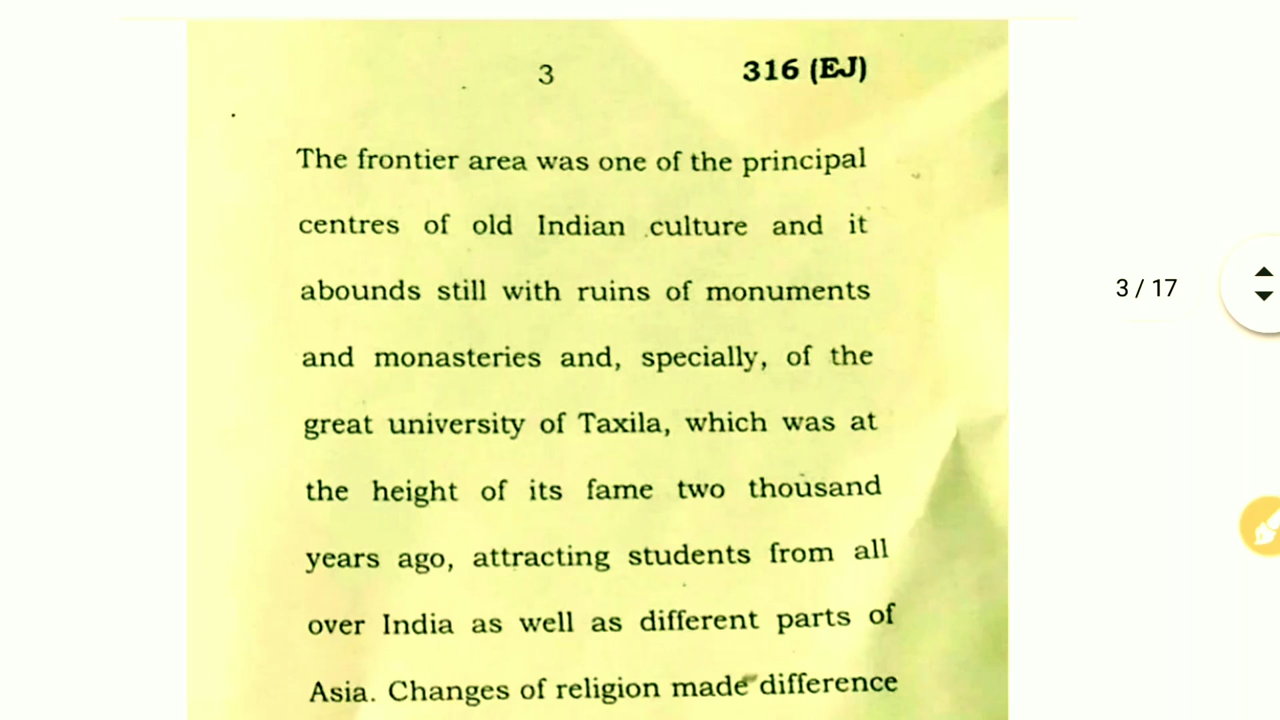 3 316 (EJ)
The frontier area was one of the principal
centres of old Indian culture and it
abounds still with ruins of monuments
and monasteries and, specially, of the
3 / 17
great university of Taxila, which was at
the height of its fame two thousand
years ago, attracting students from all
over India as well as different parts of
Asia. Changes of religion made difference